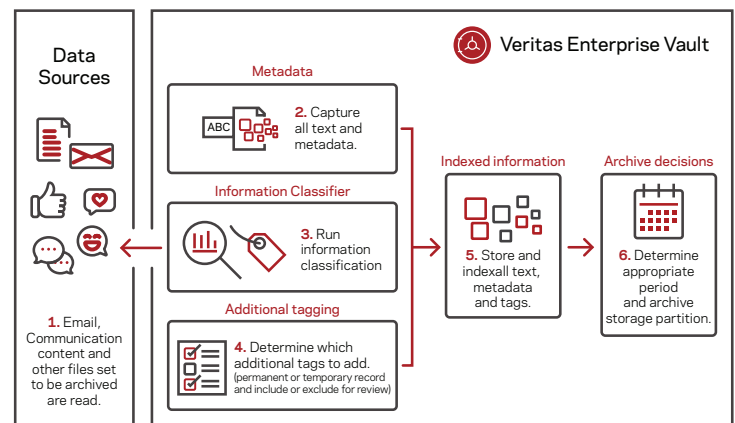 Data
Sources
1. Email,
Communication
content and
other files set
to be archived
are read.
Veritas Enterprise Vault
Metadata
ABC
2. Capture
all text and
metadata.
Information Classifier
3. Run
information
classification
Additional tagging
4. Determine which
additional tags to add.
(permanent or temporary record
and include or exclude for review)
Indexed information
5. Store and
indexall text,
metadata
and tags.
Archive decisions
6. Determine
appropriate
period
and archive
storage partition.